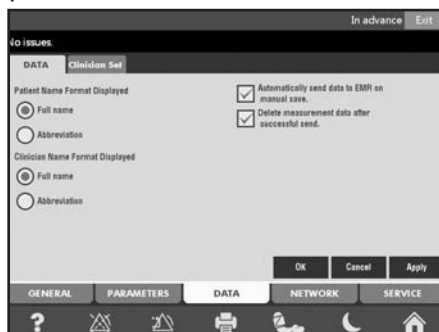 In advance Exit
No issues.
DATA Clinician Set
Patient Name Format Displayed
Full name
Abbreviation
Clinician Name Format Displayed
Full name
Abbreviation
Automatically send data to EMR on
manual save.
Delete measurement data after
successful send.
OK Cancel Apply
GENERAL PARAMETERS DATA NETWORK SERVICE
?